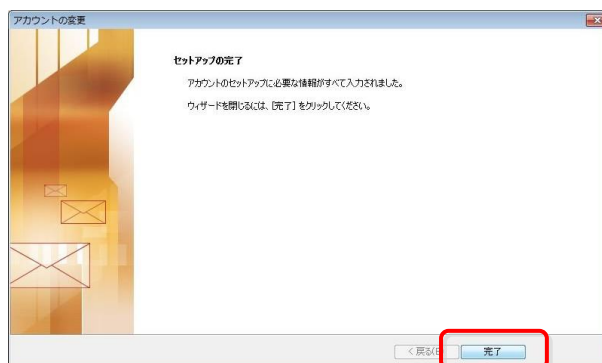 アカウントの変更
セットアップの完了
アカウントのセットアップに必要な情報がすべて入力されました。
ウィザードを閉じるには、[完了] をクリックしてください。
< 戻る(B
完了